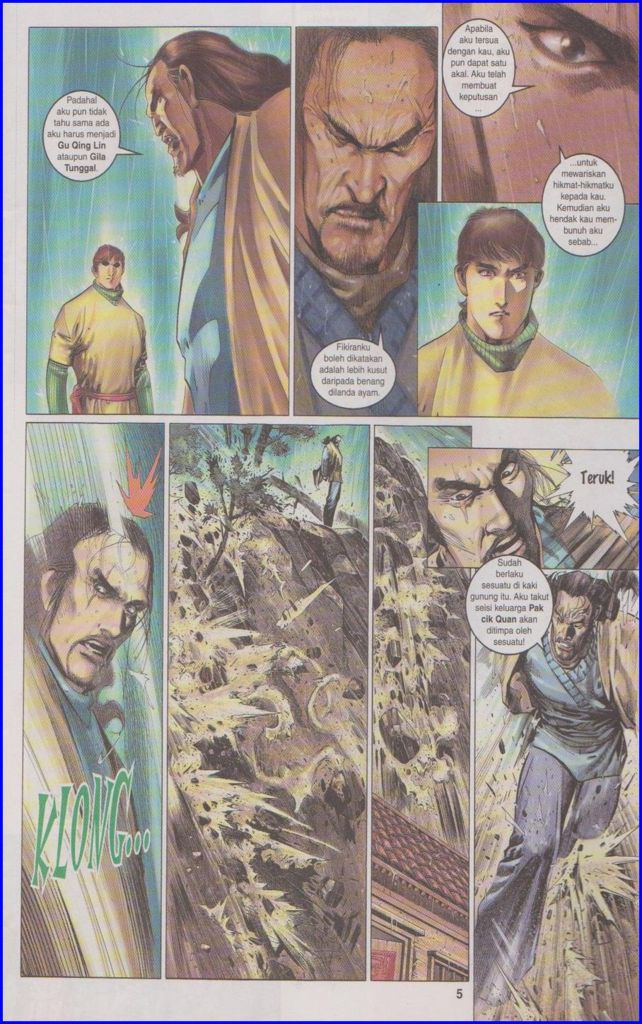 Padahal
aku pun tidak
tahu sama ada
aku harus menjadi
Gu Qing Lin
ataupun Gila
Tunggal.
Fikiranku
boleh dikatakan
adalah lebih kusut
daripada benang
dilanda ayam.
Apabila
aku tersua
dengan kau, aku
pun dapat satu
akal. Aku telah
membuat
keputusan
...
...untuk
mewariskan
hikmat-hikmatku
kepada kau.
Kemudian aku
hendak kau mem-
bunuh aku
sebab...
KLONG...
Teruk!
Sudah
berlaku
sesuatu di kaki
gunung itu. Aku takut
seisi keluarga Pak
cik Quan akan
ditimpa oleh
sesuatu!
5